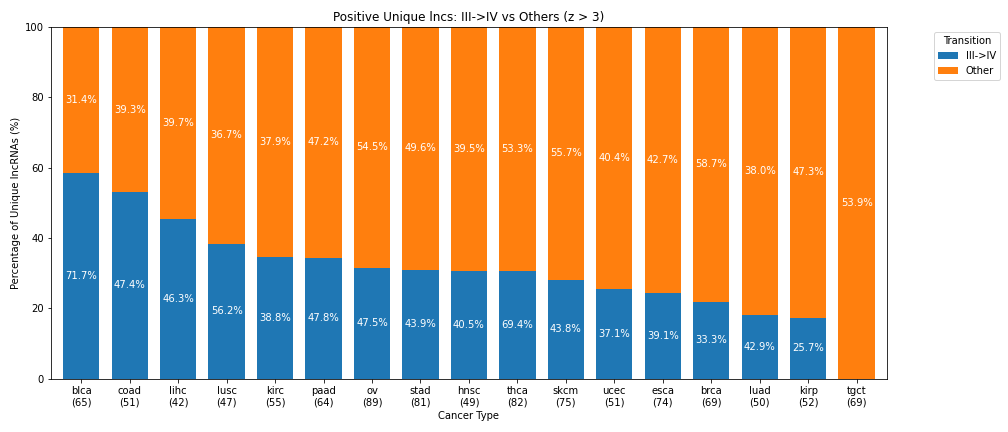 Positive Unique lncs: III->IV vs Others (z > 3)
Percentage of Unique lncRNAs (%)
100
80
60
40
20
0
31.4% 39.3% 39.7% 36.7% 37.9% 47.2% 54.5% 49.6% 39.5% 53.3% 55.7% 40.4% 42.7% 58.7% 38.0% 47.3% 53.9%
71.7% 47.4% 46.3% 56.2% 38.8% 47.8% 47.5% 43.9% 40.5% 69.4% 43.8% 37.1% 39.1% 33.3% 42.9% 25.7%
blca coad lihc lusc kirc paad ov stad hnsc thca skcm ucec esca brca luad kirp tgct
(65) (51) (42) (47) (55) (64) (89) (81) (49) (82) (75) (51) (74) (69) (50) (52) (69)
Cancer Type
Transition
III->IV
Other